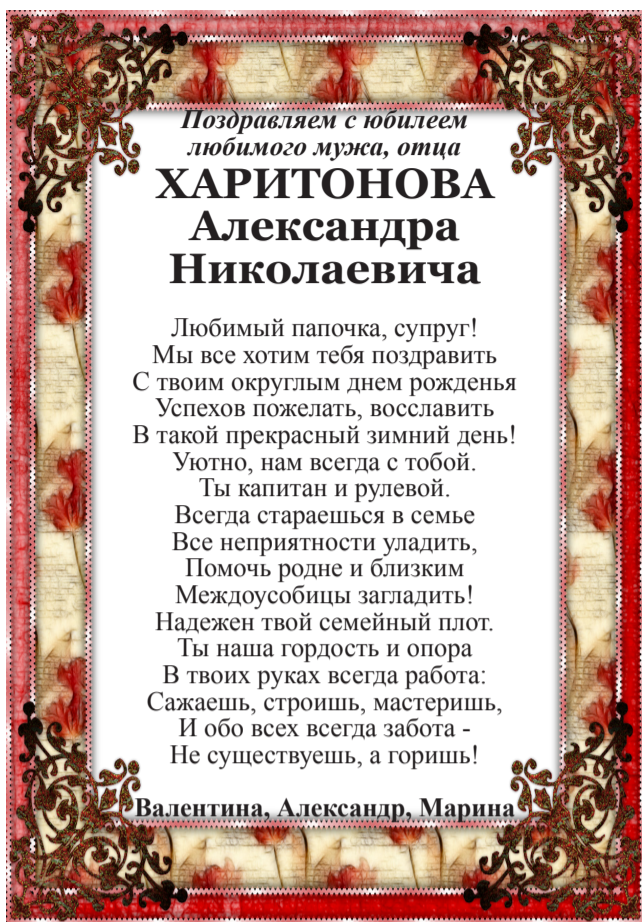 Поздравляем с юбилеем
любимого мужа, отца
ХАРИТОНОВА
Александра
Николаевича
Любимый папочка, супруг!
Мы все хотим тебя поздравить
С твоим округлым днем рожденья
Успехов пожелать, восславить
В такой прекрасный зимний день!
Уютно, нам всегда с тобой.
Ты капитан и рулевой.
Всегда стараешься в семье
Все неприятности уладить,
Помочь родне и близким
Междоусобицы загладить!
Надежен твой семейный плот.
Ты наша гордость и опора
В твоих руках всегда работа:
Сажаешь, строишь, мастеришь,
И обо всех всегда забота -
Не существуешь, а горишь!
Валентина, Александр, Марина